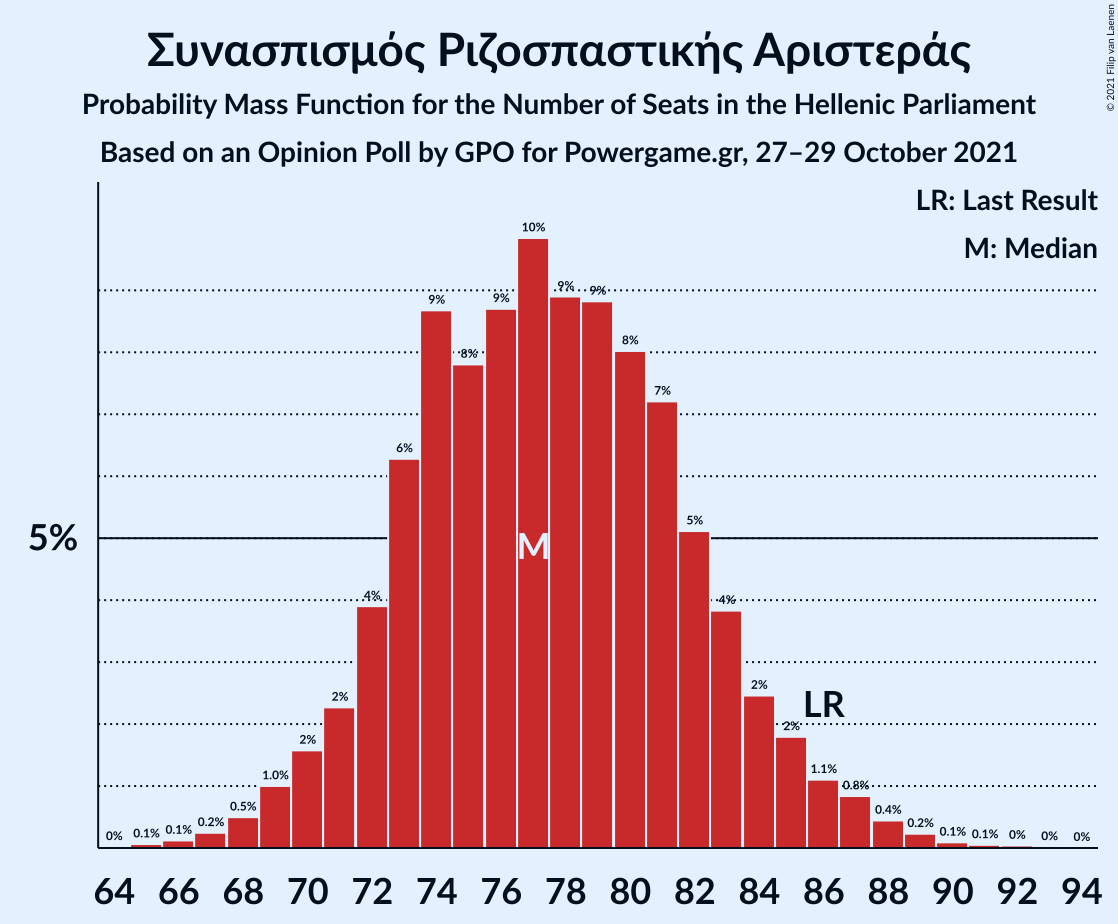 Συνασπισμός Ριζοσπαστικής Αριστεράς
Probability Mass Function for the Number of Seats in the Hellenic Parliament
Based on an Opinion Poll by GPO for Powergame.gr, 27–29 October 2021
© 2021 Filip van Laenen
LR: Last Result
M: Median
5%
0% 0.1% 0.1% 0.2% 0.5% 1.0% 2% 2% 4% 6% 9% 8% 9% 10% 9% 9% 8% 7% 5% 4% 2% 2% 1.1% 0.8% 0.4% 0.2% 0.1% 0.1% 0% 0% 0%
M
LR
64 66 68 70 72 74 76 78 80 82 84 86 88 90 92 94